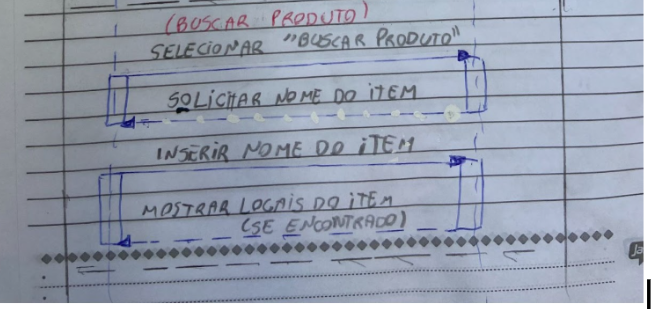 (BUSCAR PRODUTO)
SELECIONAR "BUSCAR PRODUTO"
SOLICITAR NOME DO ITEM
INSERIR NOME DO ITEM
MOSTRAR LOCAIS DO ITEM
(SE ENCONTRADO)